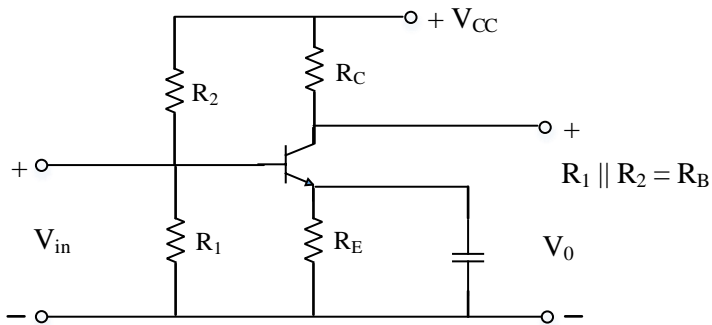 + V_CC
R_2
R_C
+
+
R_1 || R_2 = R_B
V_in
R_1
R_E
V_0
−
−